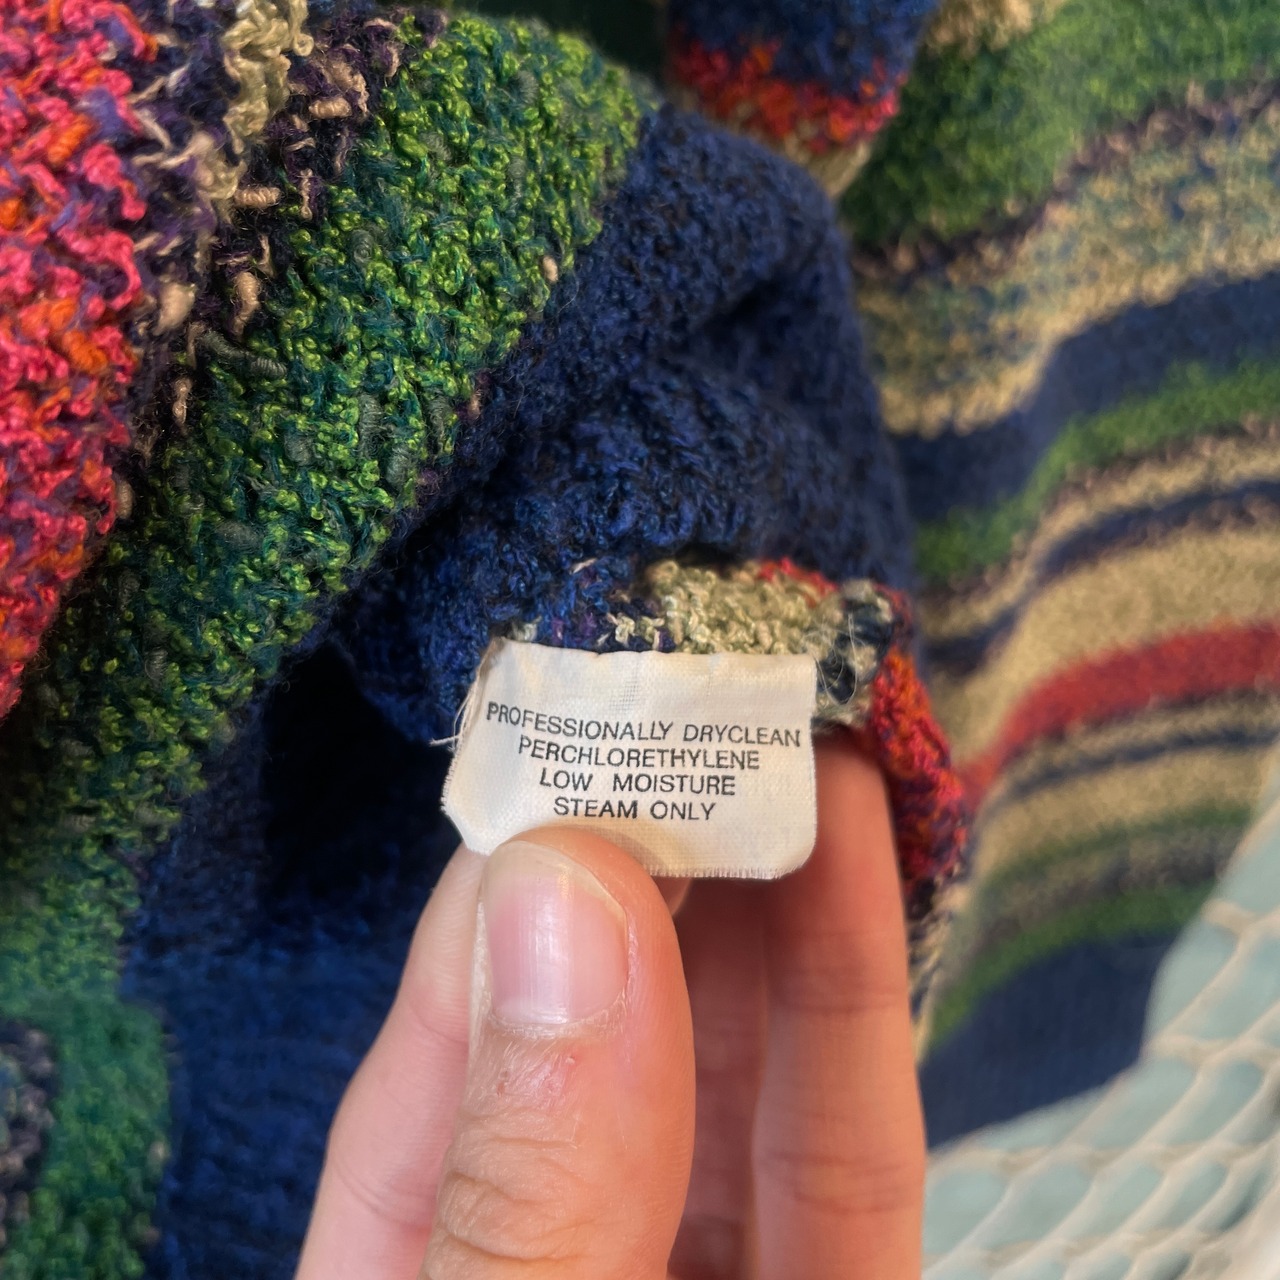 PROFESSIONALLY DRYCLEAN
PERCHLORETHYLENE
LOW MOISTURE
STEAM ONLY